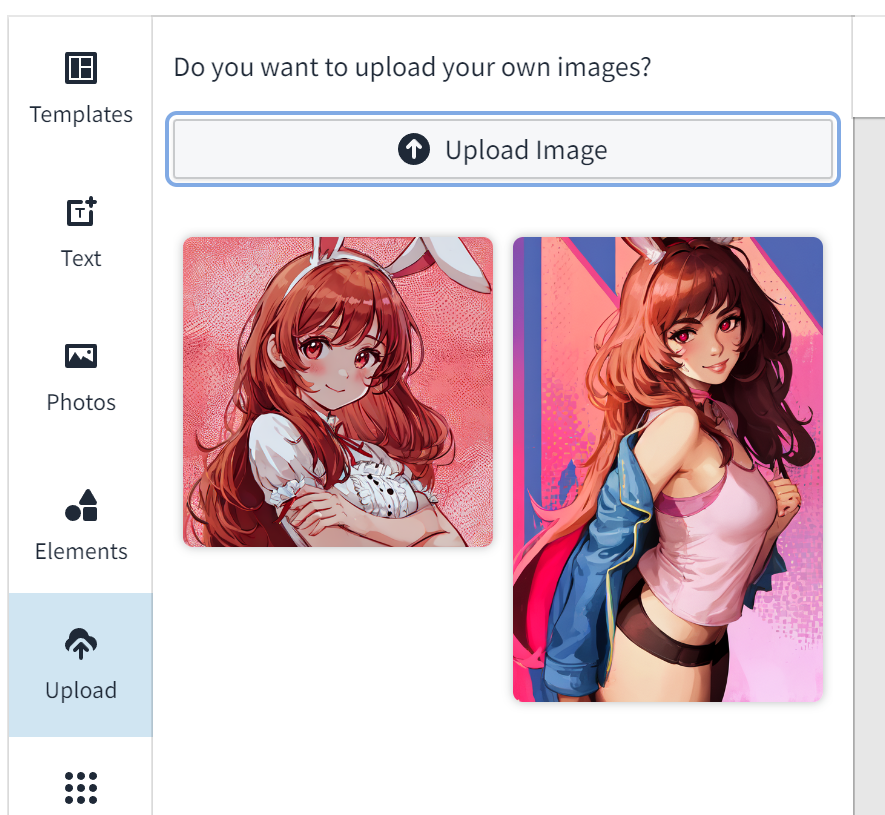 Templates
Text
Photos
Elements
Upload
Do you want to upload your own images?
Upload Image